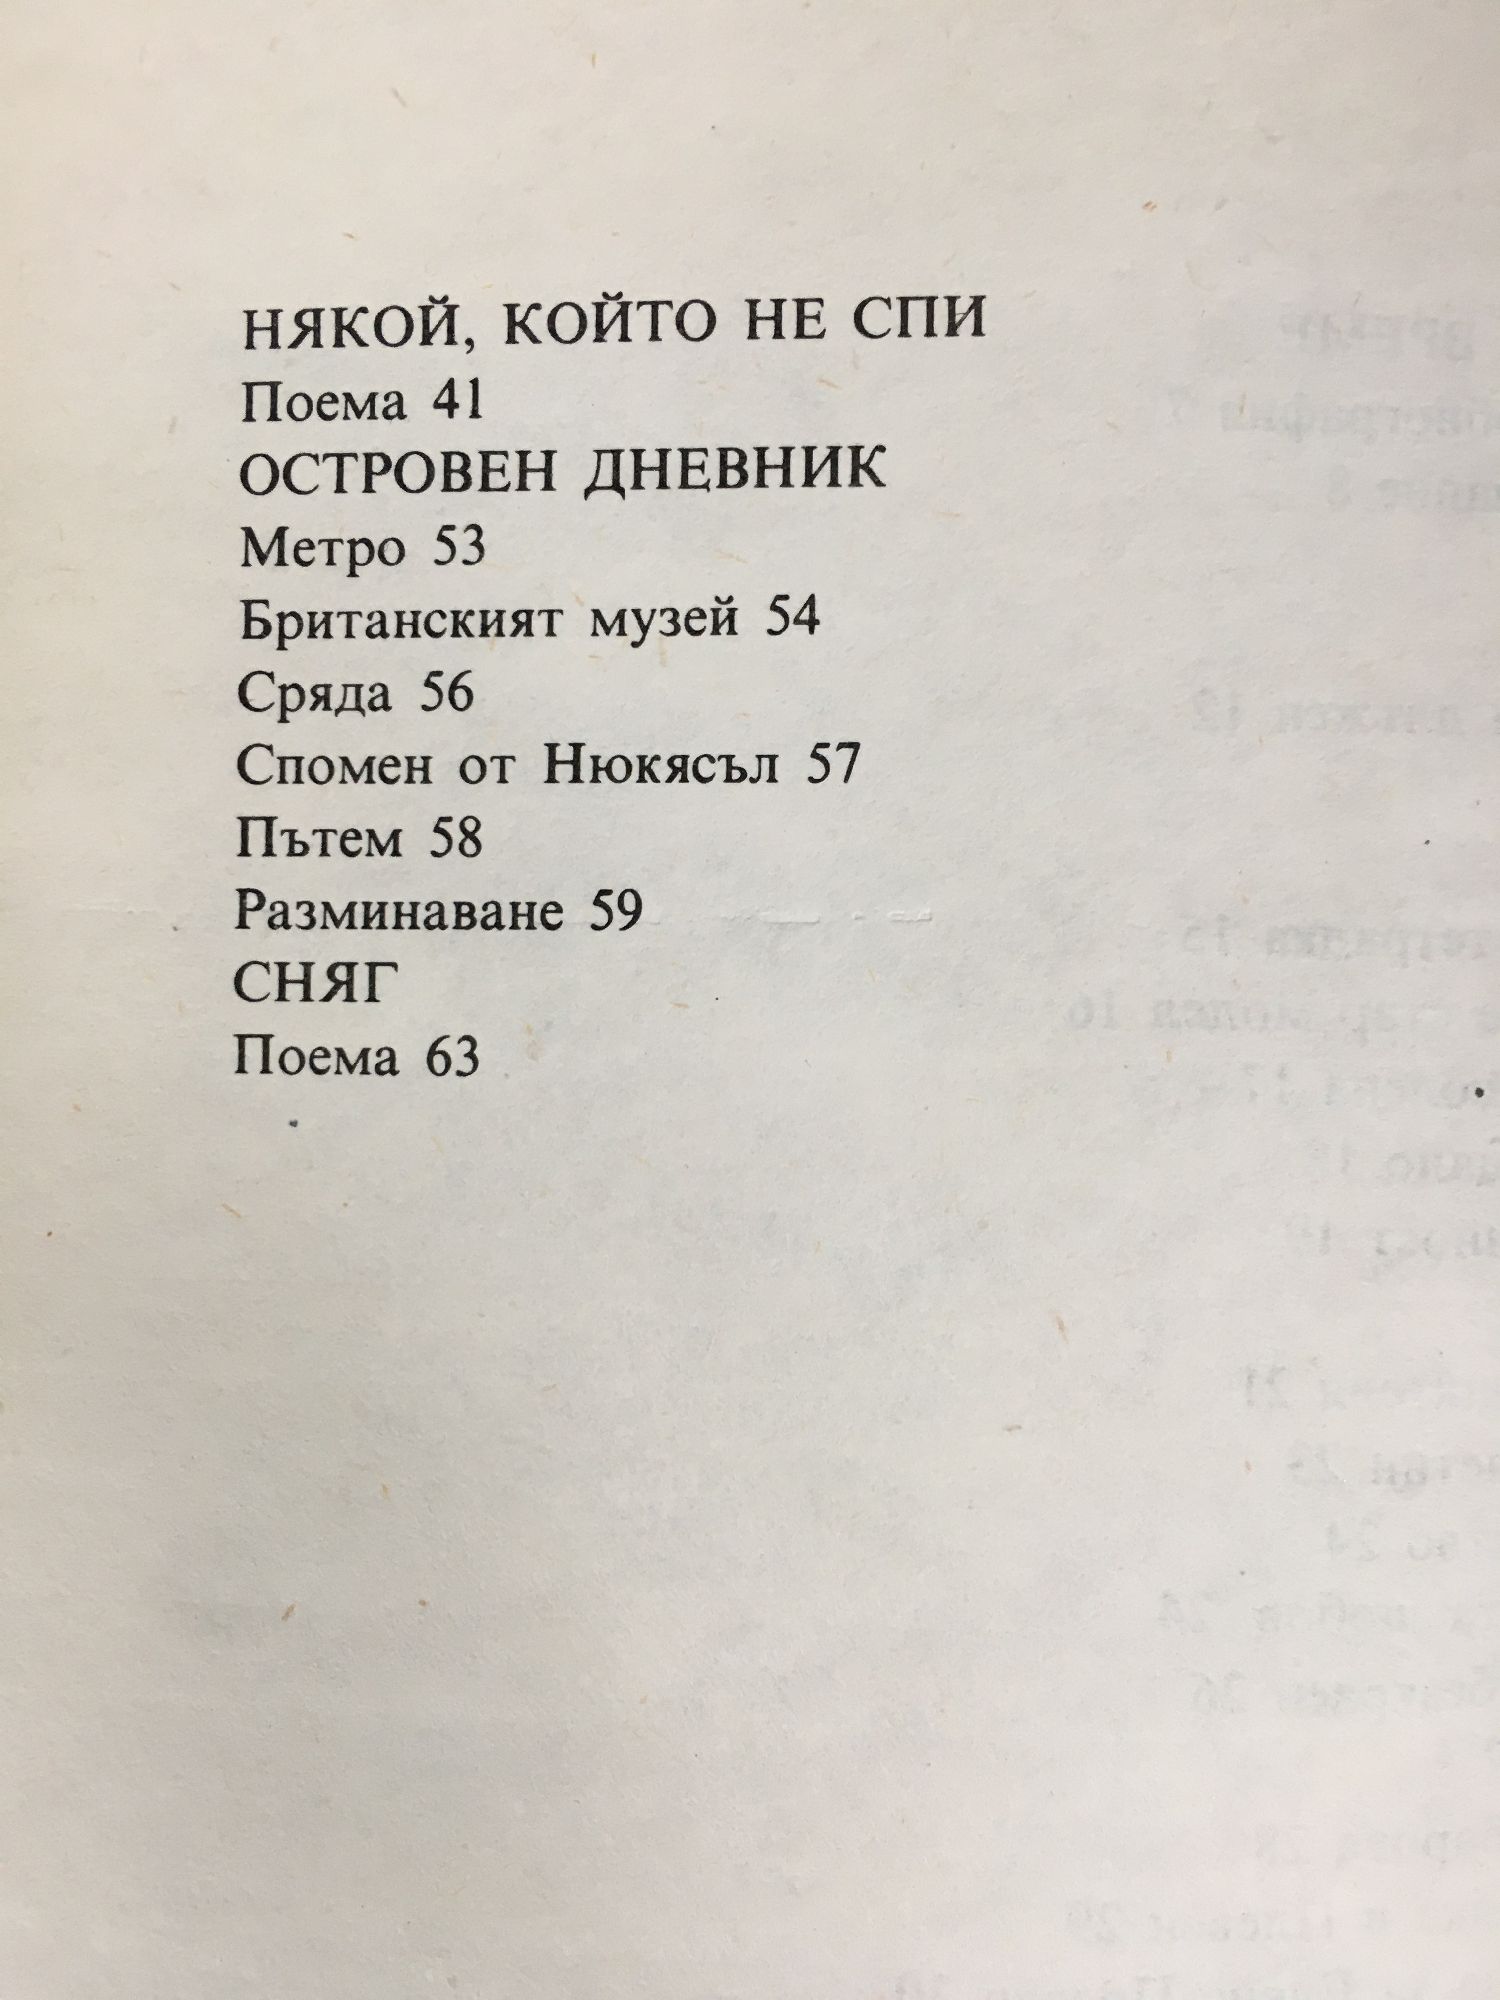 НЯКОЙ, КОЙТО НЕ СПИ
Поема 41
ОСТРОВЕН ДНЕВНИК
Метро 53
Британският музей 54
Сряда 56
Спомен от Нюкясъл 57
Пътем 58
Разминаване 59
СНЯГ
Поема 63